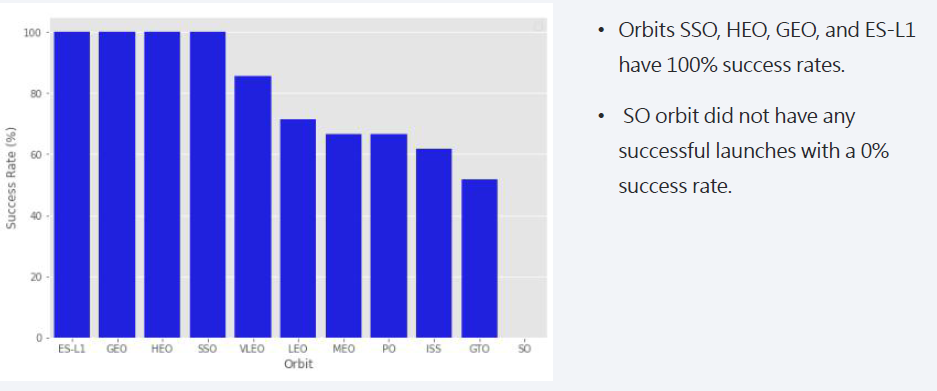 100
80
60
40
20
0
Success Rate (%)
ES-L1 GEO HEO SSO VLEO LEO MEO PO ISS GTO SO
Orbit
• Orbits SSO, HEO, GEO, and ES-L1
have 100% success rates.
• SO orbit did not have any
successful launches with a 0%
success rate.